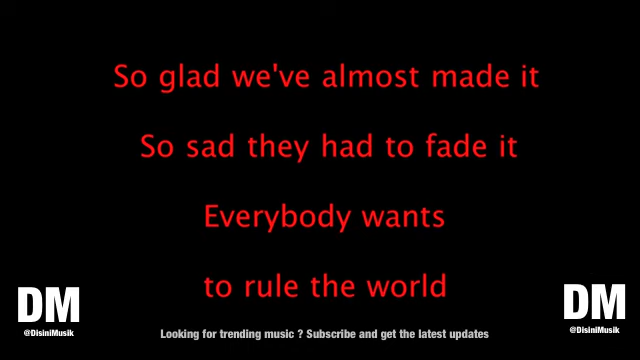 So glad we've almost made it
So sad they had to fade it
Everybody wants
to rule the world
DM
@DisiniMusik
DM
@DisiniMusik
Looking for trending music ? Subscribe and get the latest updates